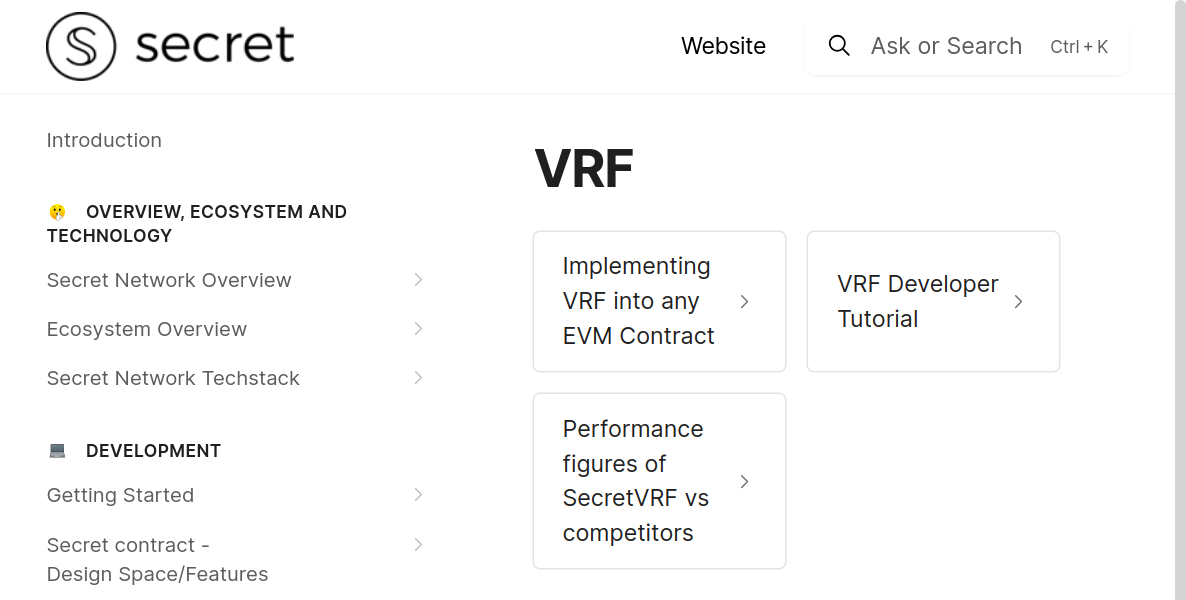 secret
Website
Ask or Search Ctrl + K
Introduction
OVERVIEW, ECOSYSTEM AND
TECHNOLOGY
Secret Network Overview
Ecosystem Overview
Secret Network Techstack
DEVELOPMENT
Getting Started
Secret contract -
Design Space/Features
VRF
Implementing
VRF into any
EVM Contract
VRF Developer
Tutorial
Performance
figures of
SecretVRF vs
competitors